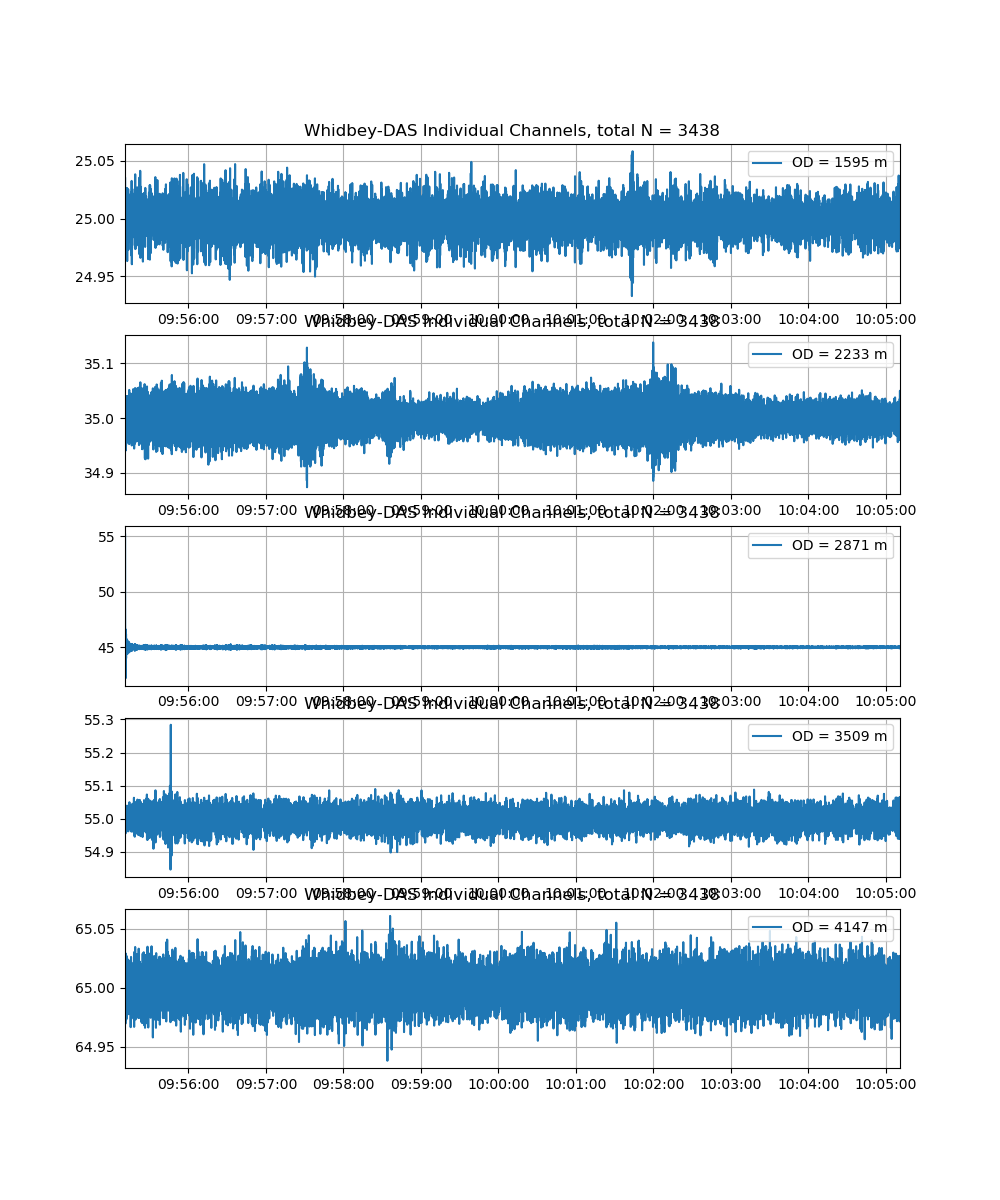 Whidbey-DAS Individual Channels, total N = 3438
25.05
25.00
24.95
OD = 1595 m
09:56:00 09:57:00 09:58:00 09:59:00 10:00:00 10:01:00 10:02:00 10:03:00 10:04:00 10:05:00
Whidbey-DAS Individual Channels, total N = 3438
35.1
35.0
34.9
OD = 2233 m
09:56:00 09:57:00 09:58:00 09:59:00 10:00:00 10:01:00 10:02:00 10:03:00 10:04:00 10:05:00
Whidbey-DAS Individual Channels, total N = 3438
55
50
45
OD = 2871 m
09:56:00 09:57:00 09:58:00 09:59:00 10:00:00 10:01:00 10:02:00 10:03:00 10:04:00 10:05:00
Whidbey-DAS Individual Channels, total N = 3438
55.3
55.2
55.1
55.0
54.9
OD = 3509 m
09:56:00 09:57:00 09:58:00 09:59:00 10:00:00 10:01:00 10:02:00 10:03:00 10:04:00 10:05:00
Whidbey-DAS Individual Channels, total N = 3438
65.05
65.00
64.95
OD = 4147 m
09:56:00 09:57:00 09:58:00 09:59:00 10:00:00 10:01:00 10:02:00 10:03:00 10:04:00 10:05:00